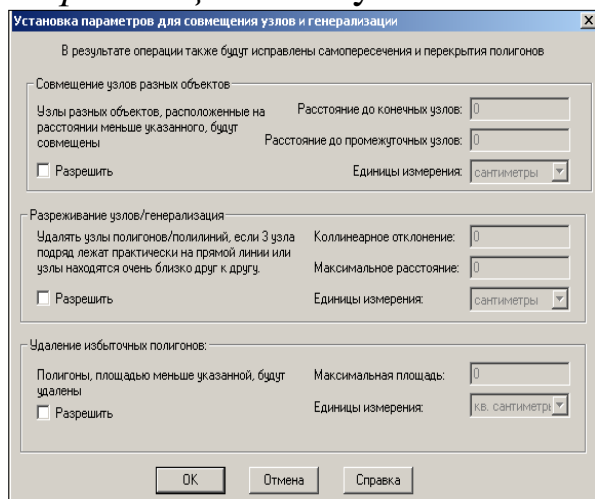 Установка параметров для совмещения узлов и генерализации
В результате операции также будут исправлены самопересечения и перекрытия полигонов
Совмещение узлов разных объектов
Узлы разных объектов, расположенные на
расстоянии меньше указанного, будут
совмещены
Разрешить
Расстояние до конечных узлов: 0
Расстояние до промежуточных узлов: 0
Единицы измерения: сантиметры
Разреживание узлов/генерализация
Удалять узлы полигонов/полилиний, если 3 узла
подряд лежат практически на прямой линии или
узлы находятся очень близко друг к другу.
Разрешить
Коллинеарное отклонение: 0
Максимальное расстояние: 0
Единицы измерения: сантиметры
Удаление избыточных полигонов:
Полигоны, площадью меньше указанной, будут
удалены
Разрешить
Максимальная площадь: 0
Единицы измерения: кв. сантиметры
OK Отмена Справка